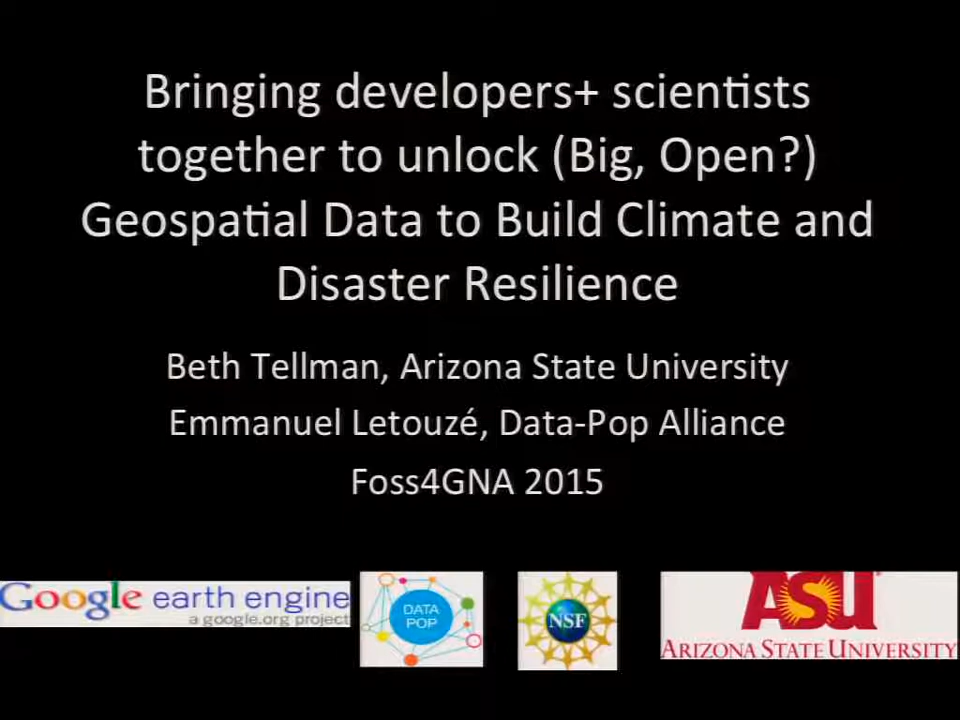 Bringing developers+ scientists
together to unlock (Big, Open?)
Geospatial Data to Build Climate and
Disaster Resilience
Beth Tellman, Arizona State University
Emmanuel Letouzé, Data-Pop Alliance
Foss4GNA 2015
Google earth engine
a google.org project
DATA
POP
NSF
ASU
ARIZONA STATE UNIVERSITY